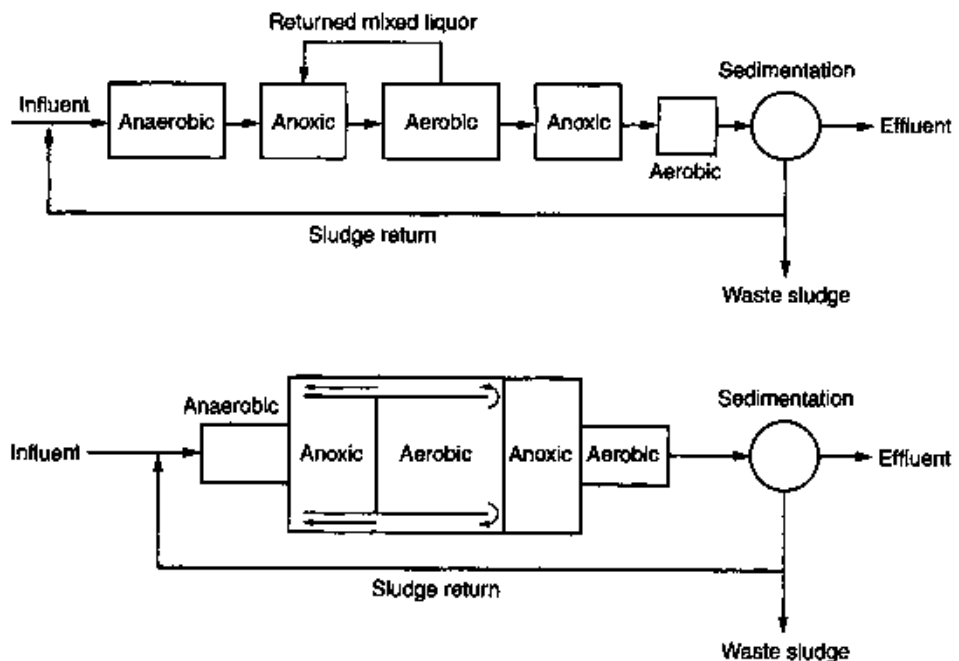 Returned mixed liquor
Sedimentation
Influent
Anaerobic
Anoxic
Aerobic
Anoxic
Aerobic
Effluent
Sludge return
Waste sludge
Anaerobic
Sedimentation
Influent
Anoxic
Aerobic
Anoxic
Aerobic
Effluent
Sludge return
Waste sludge